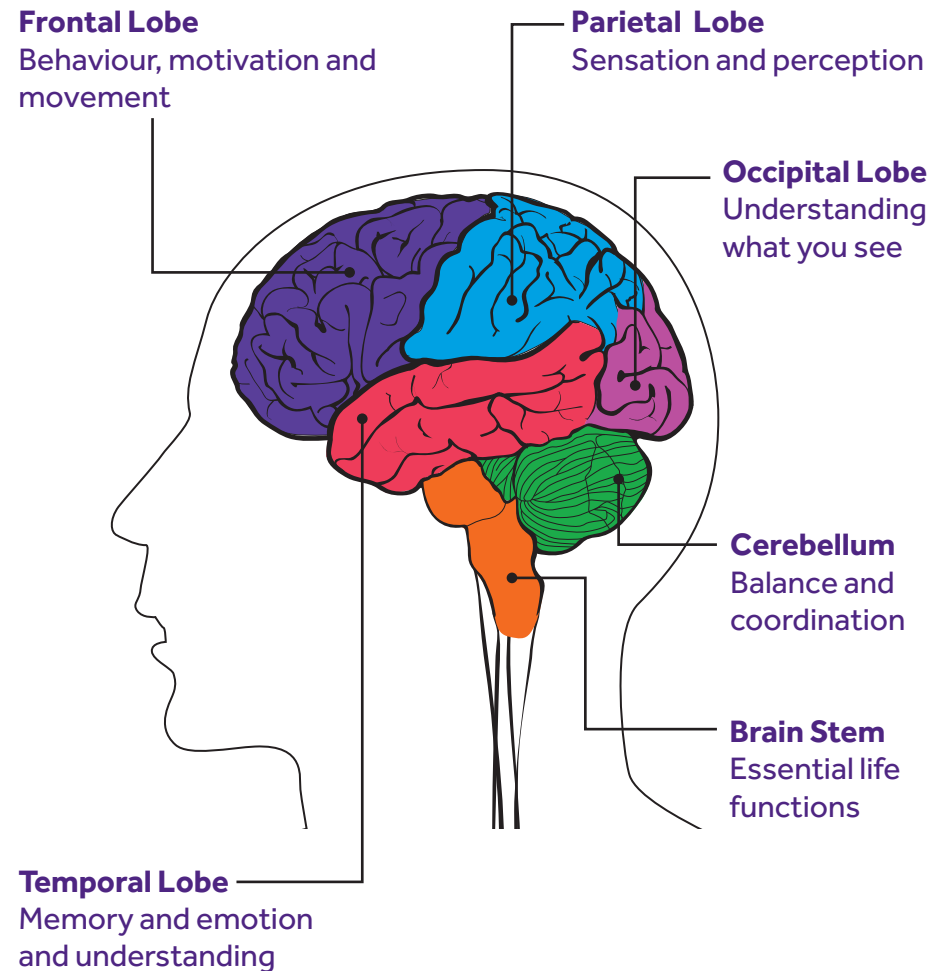 Frontal Lobe
Behaviour, motivation and
movement
Parietal Lobe
Sensation and perception
Occipital Lobe
Understanding
what you see
Cerebellum
Balance and
coordination
Brain Stem
Essential life
functions
Temporal Lobe
Memory and emotion
and understanding